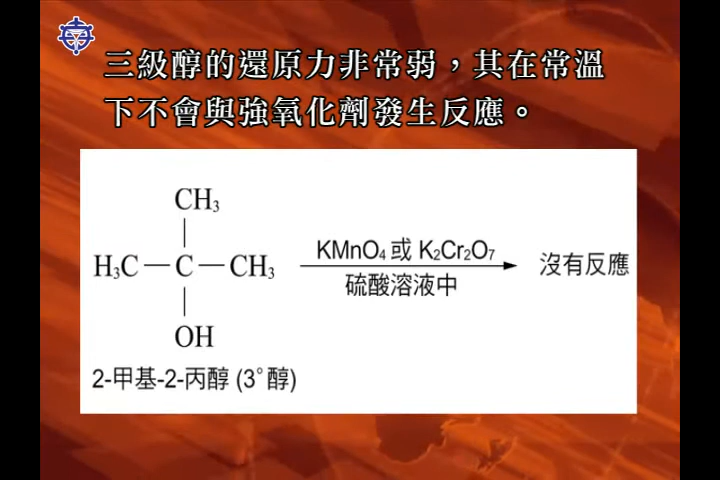 三級醇的還原力非常弱，其在常溫
下不會與強氧化劑發生反應。
CH₃
H₃C—C—CH₃
OH
KMnO₄ 或 K₂Cr₂O₇
硫酸溶液中
沒有反應
2-甲基-2-丙醇 (3°醇)